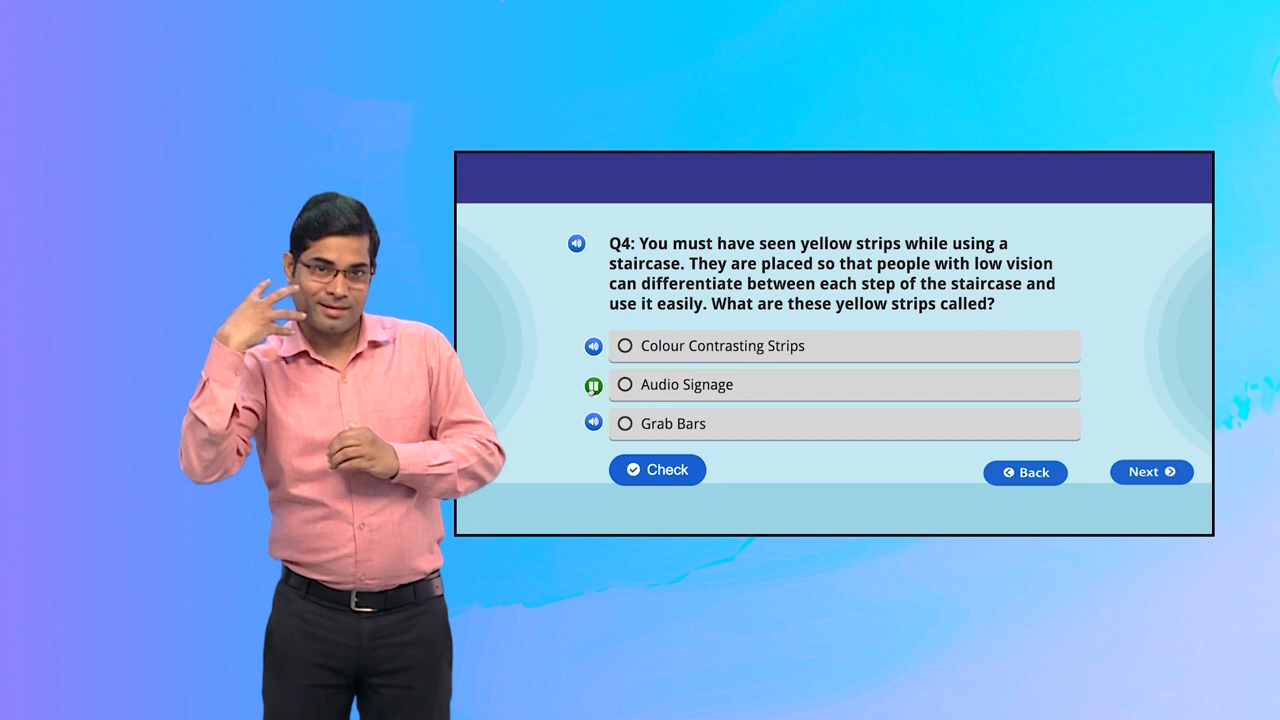 Q4: You must have seen yellow strips while using a
staircase. They are placed so that people with low vision
can differentiate between each step of the staircase and
use it easily. What are these yellow strips called?
Colour Contrasting Strips
Audio Signage
Grab Bars
Check
Back
Next